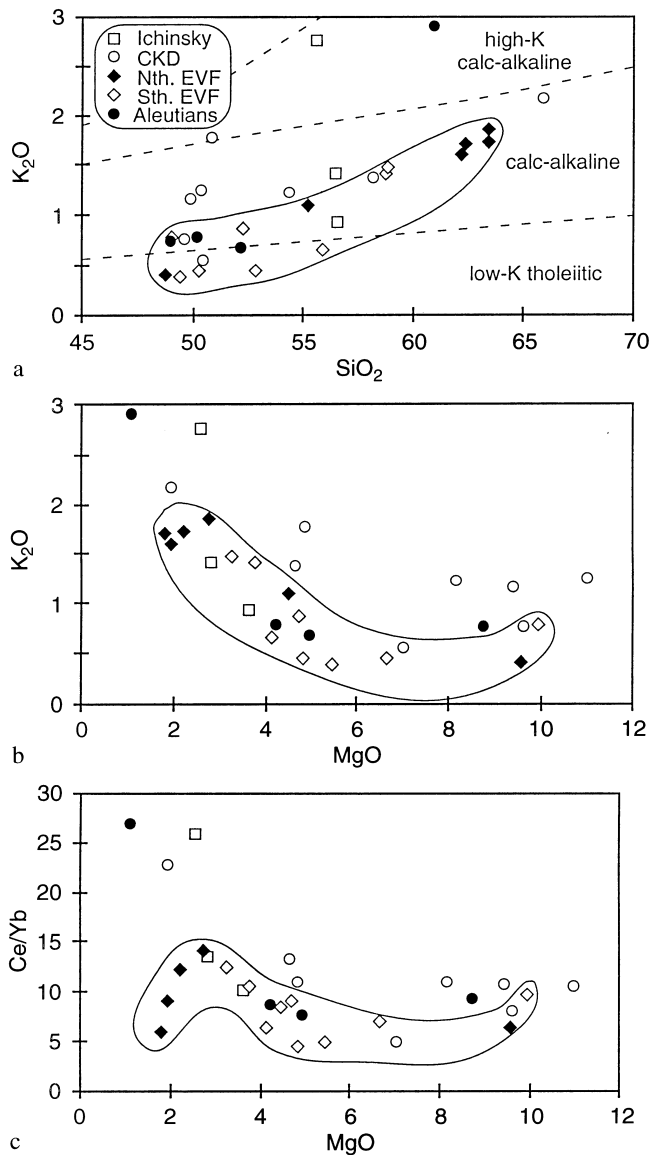 3
2
1
0
K₂O
Ichinsky
CKD
Nth. EVF
Sth. EVF
Aleutians
high-K
calc-alkaline
calc-alkaline
low-K tholeiitic
45 50 55 60 65 70
a
SiO₂
3
2
1
0
K₂O
0 2 4 6 8 10 12
b
MgO
30
25
20
15
10
5
0
Ce/Yb
0 2 4 6 8 10 12
c
MgO